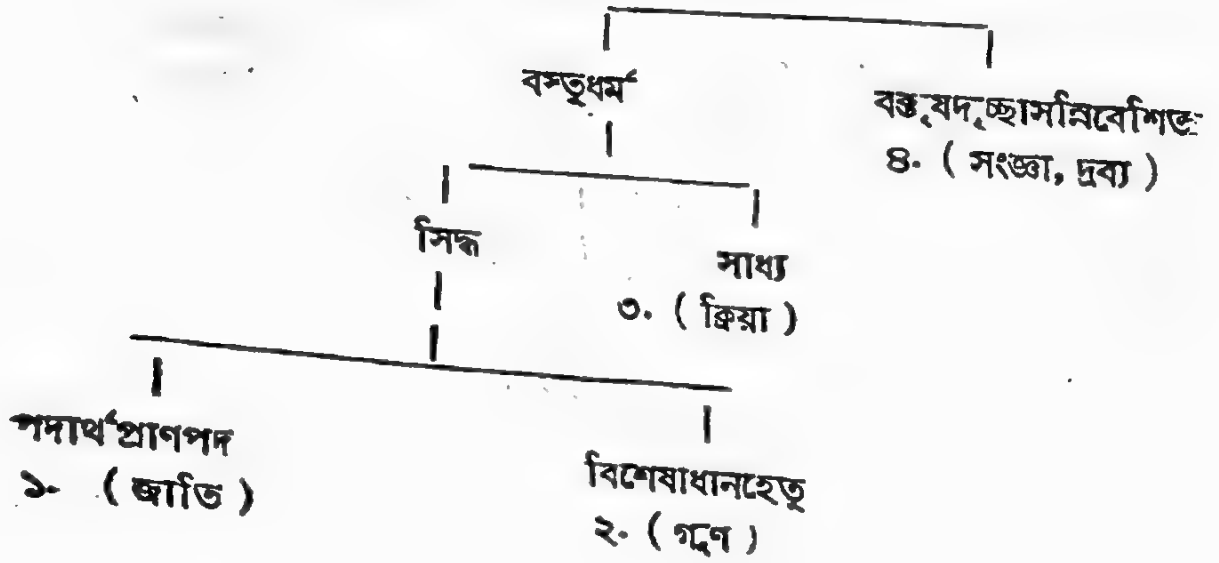 বস্তুধর্ম
বক্তৃযদৃচ্ছাসন্নিবেশিত
৪. ( সংজ্ঞা, দ্রব্য )
সিদ্ধ
সাধ্য
৩. ( ক্রিয়া )
পদার্থপ্রাণপদ
১. ( জাতি )
বিশেষাধানহেতু
২. ( গুণ )